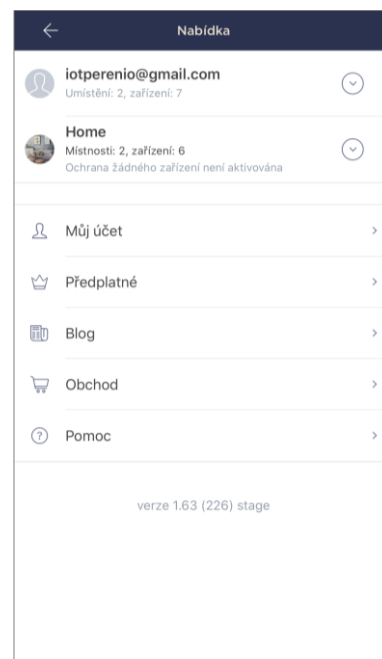 Nabídka
iotperenio@gmail.com
Umístění: 2, zařízení: 7
Home
Místnosti: 2, zařízení: 6
Ochrana žádného zařízení není aktivována
Můj účet
Předplatné
Blog
Obchod
Pomoc
verze 1.63 (226) stage